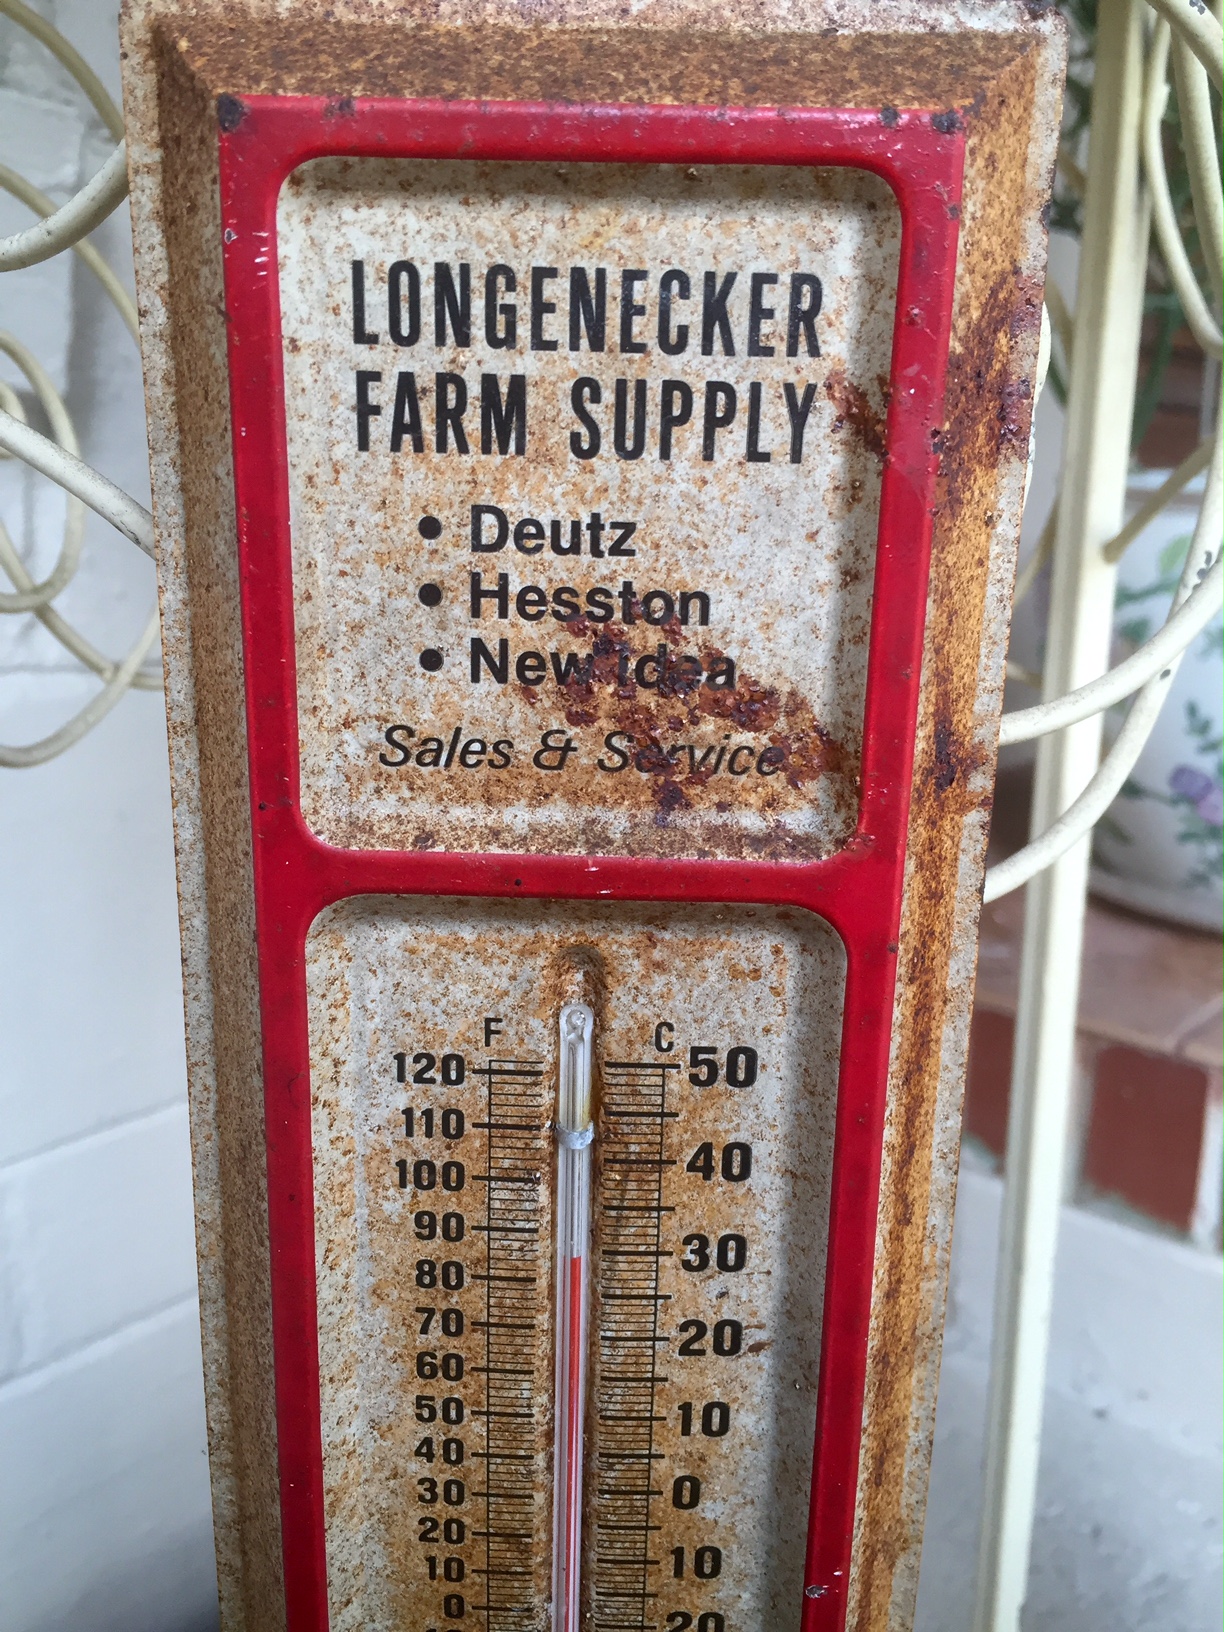 LONGENECKER
FARM SUPPLY
• Deutz
• Hesston
• New idea
Sales & Service
F C
120 50
110
100 40
90
80 30
70
60 20
50 10
40
30 0
20
10 10
0
20